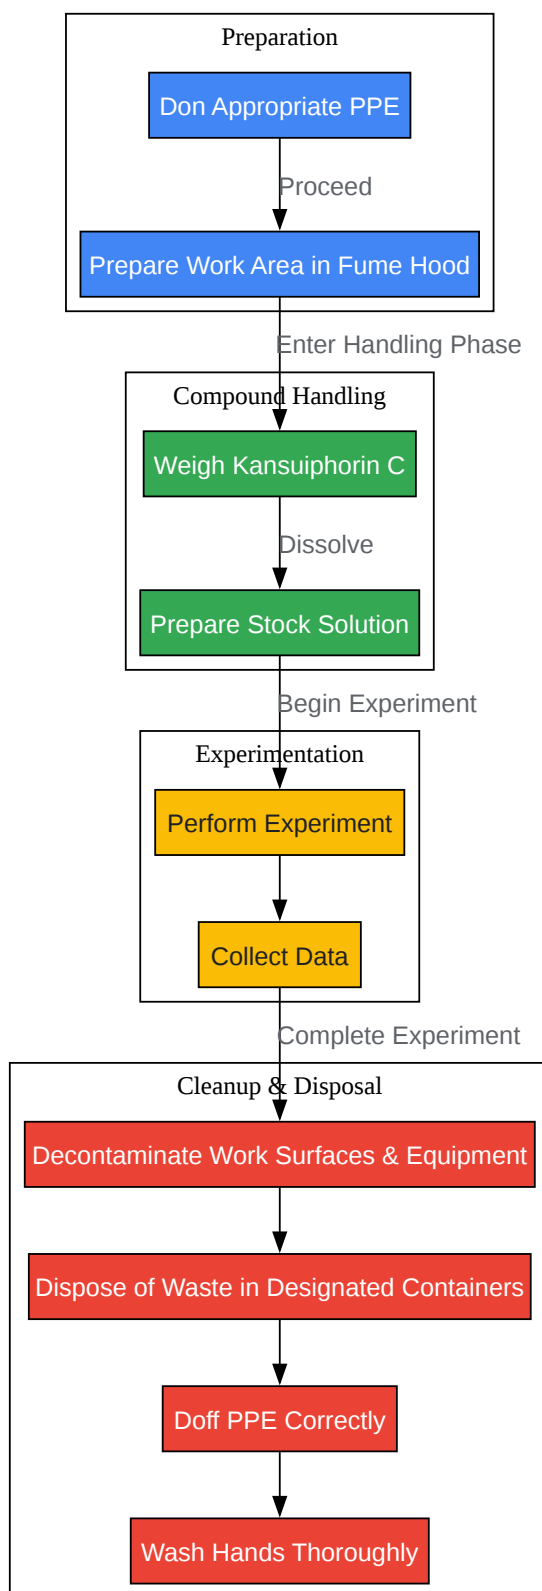 Preparation
Don Appropriate PPE
Proceed
Prepare Work Area in Fume Hood
Enter Handling Phase
Compound Handling
Weigh Kansuiphorin C
Dissolve
Prepare Stock Solution
Begin Experiment
Experimentation
Perform Experiment
Collect Data
Complete Experiment
Cleanup & Disposal
Decontaminate Work Surfaces & Equipment
Dispose of Waste in Designated Containers
Doff PPE Correctly
Wash Hands Thoroughly